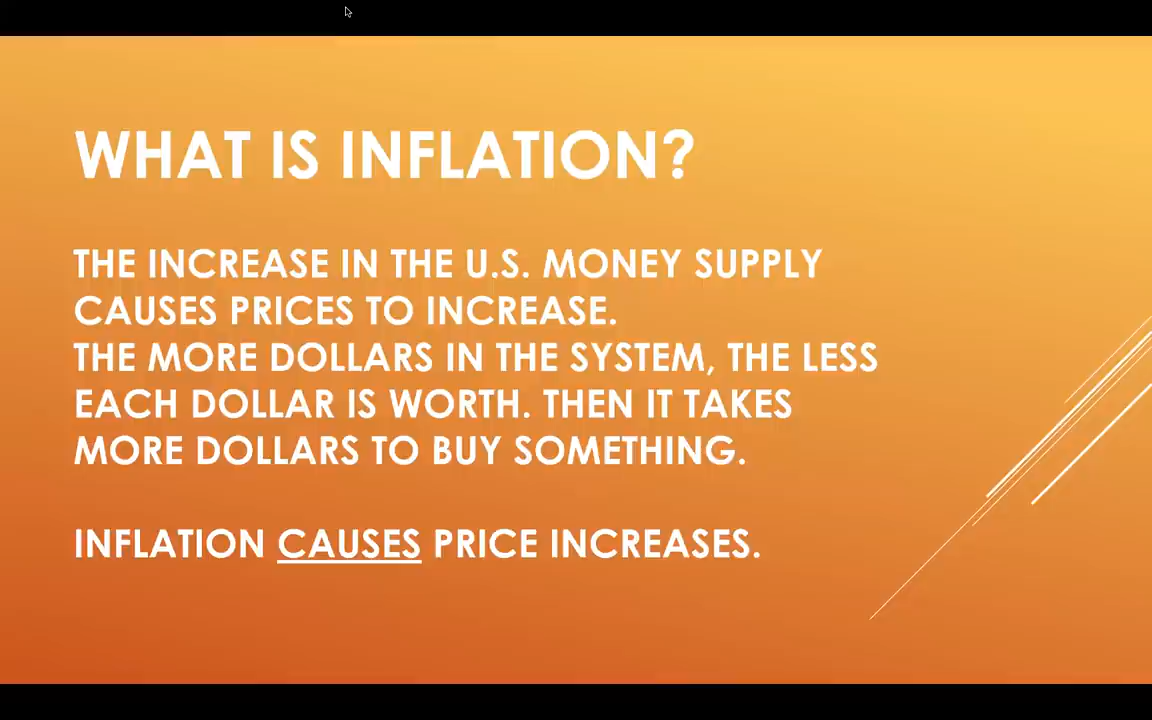 WHAT IS INFLATION?
THE INCREASE IN THE U.S. MONEY SUPPLY
CAUSES PRICES TO INCREASE.
THE MORE DOLLARS IN THE SYSTEM, THE LESS
EACH DOLLAR IS WORTH. THEN IT TAKES
MORE DOLLARS TO BUY SOMETHING.
INFLATION CAUSES PRICE INCREASES.